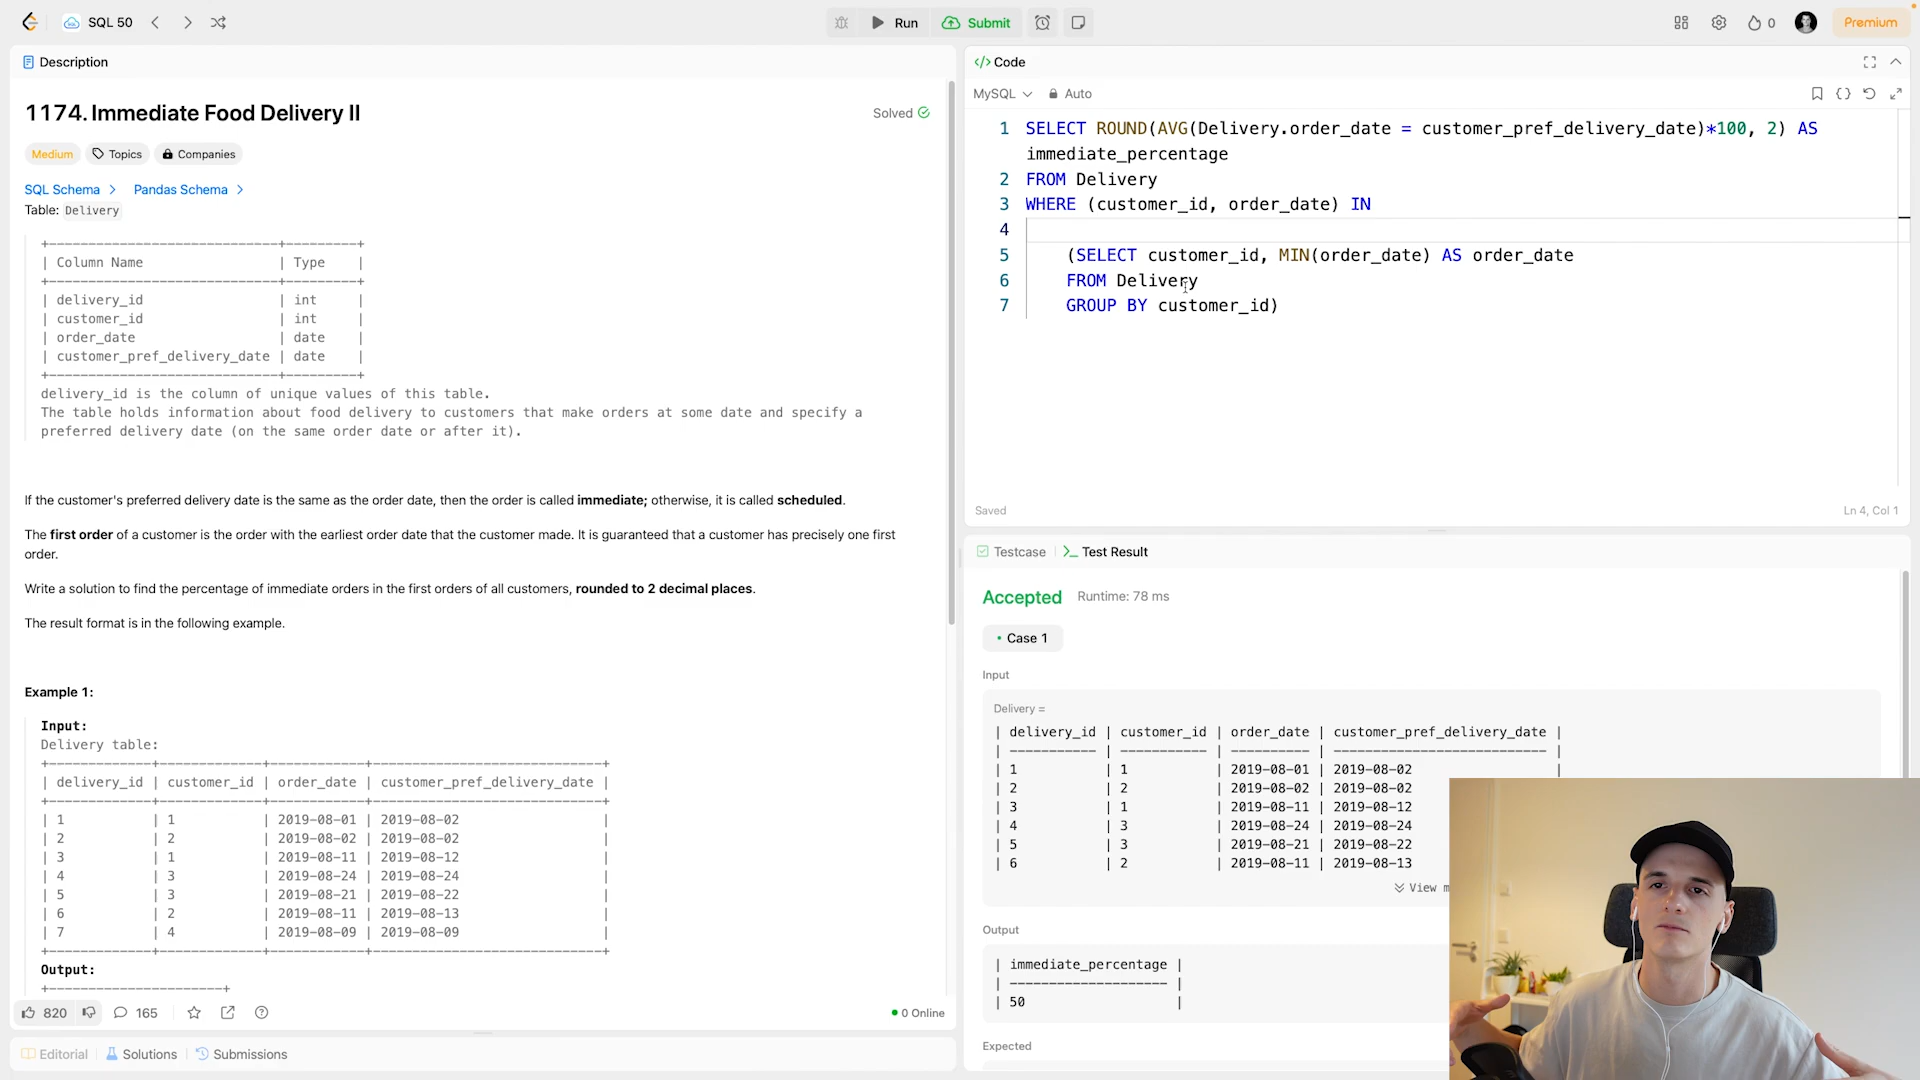 SQL 50
Run
Submit
0
Premium
Description
1174. Immediate Food Delivery II
Solved
Medium
Topics
Companies
SQL Schema >
Pandas Schema >
Table: Delivery
+-----------------------------+---------+
| Column Name | Type |
+-----------------------------+---------+
| delivery_id | int |
| customer_id | int |
| order_date | date |
| customer_pref_delivery_date | date |
+-----------------------------+---------+
delivery_id is the column of unique values of this table.
The table holds information about food delivery to customers that make orders at some date and specify a
preferred delivery date (on the same order date or after it).
If the customer's preferred delivery date is the same as the order date, then the order is called immediate; otherwise, it is called scheduled.
The first order of a customer is the order with the earliest order date that the customer made. It is guaranteed that a customer has precisely one first
order.
Write a solution to find the percentage of immediate orders in the first orders of all customers, rounded to 2 decimal places.
The result format is in the following example.
Example 1:
Input:
Delivery table:
+-------------+-------------+------------+-----------------------------+
| delivery_id | customer_id | order_date | customer_pref_delivery_date |
+-------------+-------------+------------+-----------------------------+
| 1 | 1 | 2019-08-01 | 2019-08-02 |
| 2 | 2 | 2019-08-02 | 2019-08-02 |
| 3 | 1 | 2019-08-11 | 2019-08-12 |
| 4 | 3 | 2019-08-24 | 2019-08-24 |
| 5 | 3 | 2019-08-21 | 2019-08-22 |
| 6 | 2 | 2019-08-11 | 2019-08-13 |
| 7 | 4 | 2019-08-09 | 2019-08-09 |
+-------------+-------------+------------+-----------------------------+
Output:
+----------------------+
820
165
0 Online
Editorial
Solutions
Submissions
</> Code
MySQL
Auto
1 SELECT ROUND(AVG(Delivery.order_date = customer_pref_delivery_date)*100, 2) AS
immediate_percentage
2 FROM Delivery
3 WHERE (customer_id, order_date) IN
4
5 (SELECT customer_id, MIN(order_date) AS order_date
6 FROM Delivery
7 GROUP BY customer_id)
Saved
Ln 4, Col 1
Testcase
>_ Test Result
Accepted
Runtime: 78 ms
• Case 1
Input
Delivery =
| delivery_id | customer_id | order_date | customer_pref_delivery_date |
| ----------- | ----------- | ---------- | --------------------------- |
| 1 | 1 | 2019-08-01 | 2019-08-02 |
| 2 | 2 | 2019-08-02 | 2019-08-02
| 3 | 1 | 2019-08-11 | 2019-08-12
| 4 | 3 | 2019-08-24 | 2019-08-24
| 5 | 3 | 2019-08-21 | 2019-08-22
| 6 | 2 | 2019-08-11 | 2019-08-13
View m
Output
| immediate_percentage |
| -------------------- |
| 50 |
Expected